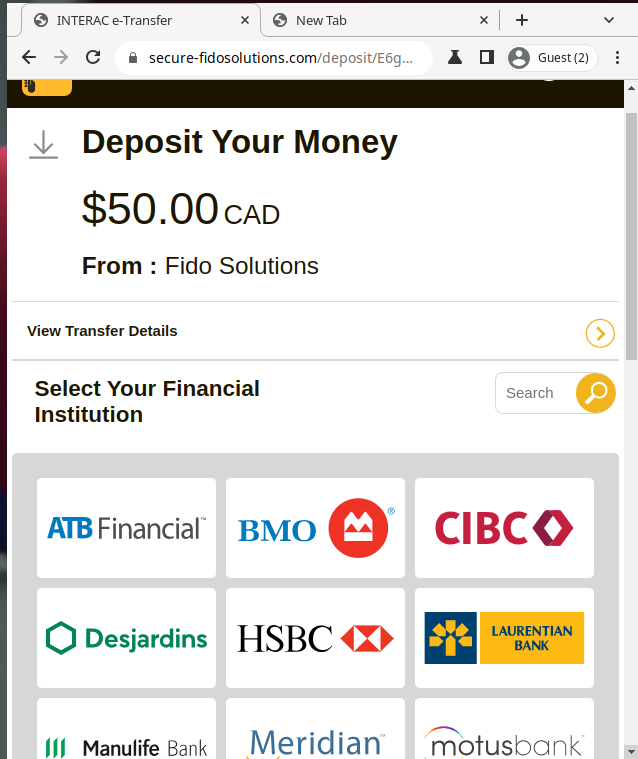 INTERAC e-Transfer
New Tab
secure-fidosolutions.com/deposit/E6g...
Guest (2)
Deposit Your Money
$50.00 CAD
From : Fido Solutions
View Transfer Details
Select Your Financial
Institution
Search
ATB Financial™
BMO ®
CIBC
Desjardins
HSBC
LAURENTIAN
BANK
Manulife Bank
Meridian™
motusbank™